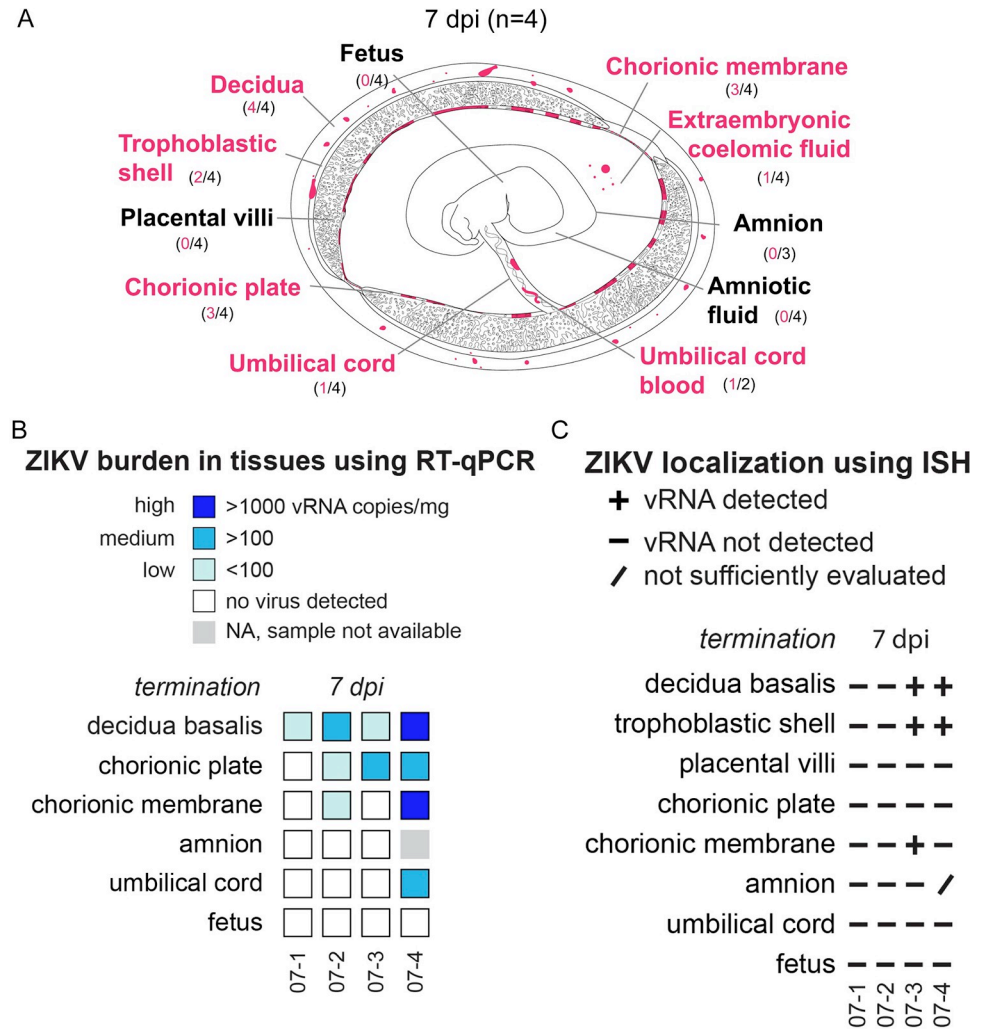 A
7 dpi (n=4)
Fetus
(0/4)
Decidua
(4/4)
Chorionic membrane
(3/4)
Trophoblastic
shell (2/4)
Extraembryonic
coelomic fluid
(1/4)
Placental villi
(0/4)
Amnion
(0/3)
Chorionic plate
(3/4)
Amniotic
fluid (0/4)
Umbilical cord
(1/4)
Umbilical cord
blood (1/2)
B
ZIKV burden in tissues using RT-qPCR
high >1000 vRNA copies/mg
medium >100
low <100
no virus detected
NA, sample not available
termination 7 dpi
decidua basalis
chorionic plate
chorionic membrane
amnion
umbilical cord
fetus
07-1 07-2 07-3 07-4
C
ZIKV localization using ISH
+ vRNA detected
− vRNA not detected
/ not sufficiently evaluated
termination 7 dpi
decidua basalis − − + +
trophoblastic shell − − + +
placental villi − − − −
chorionic plate − − − −
chorionic membrane − − + −
amnion − − − /
umbilical cord − − − −
fetus − − − −
07-1 07-2 07-3 07-4